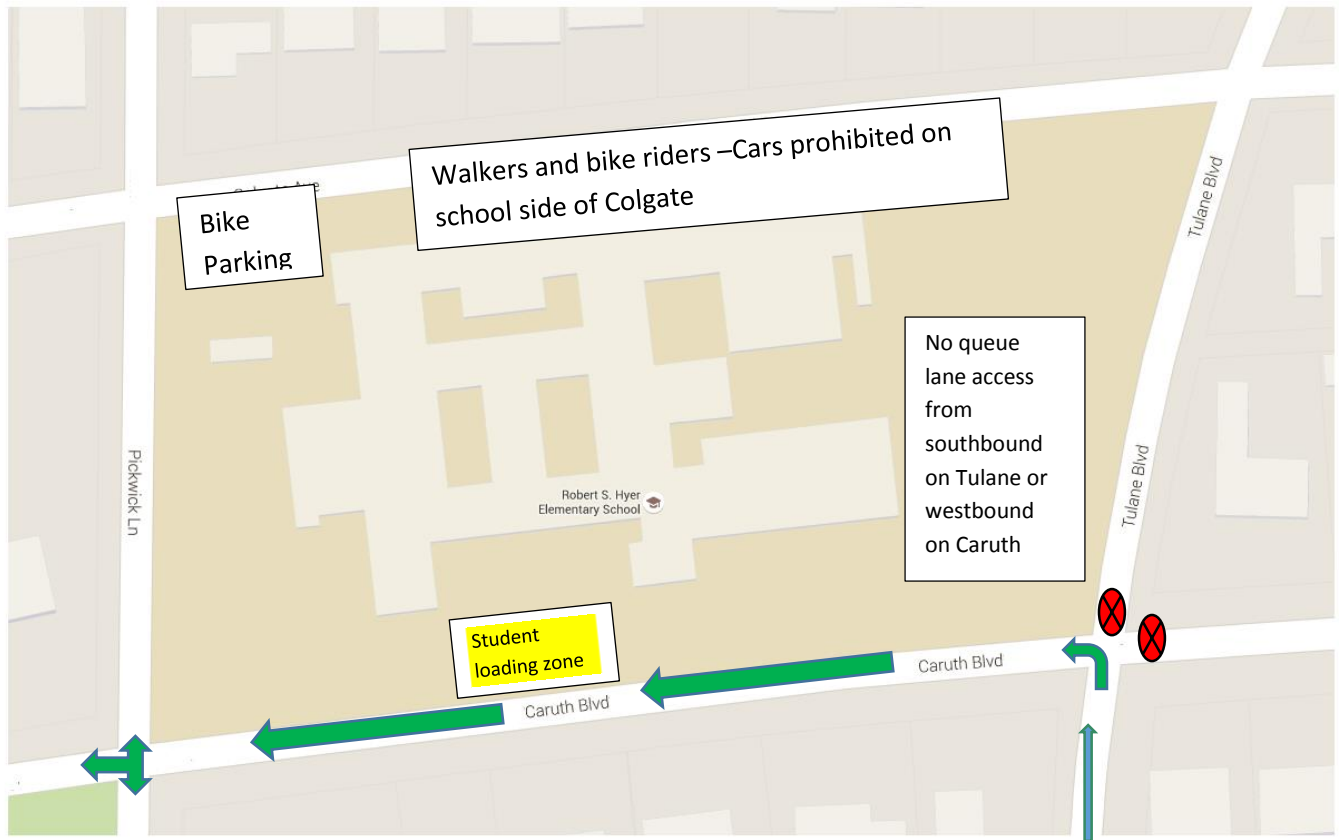 Walkers and bike riders –Cars prohibited on
school side of Colgate
Bike
Parking
Tulane Blvd
No queue
lane access
from
southbound
on Tulane or
westbound
on Caruth
Pickwick Ln
Tulane Blvd
Robert S. Hyer
Elementary School
Student
loading zone
Caruth Blvd
Caruth Blvd